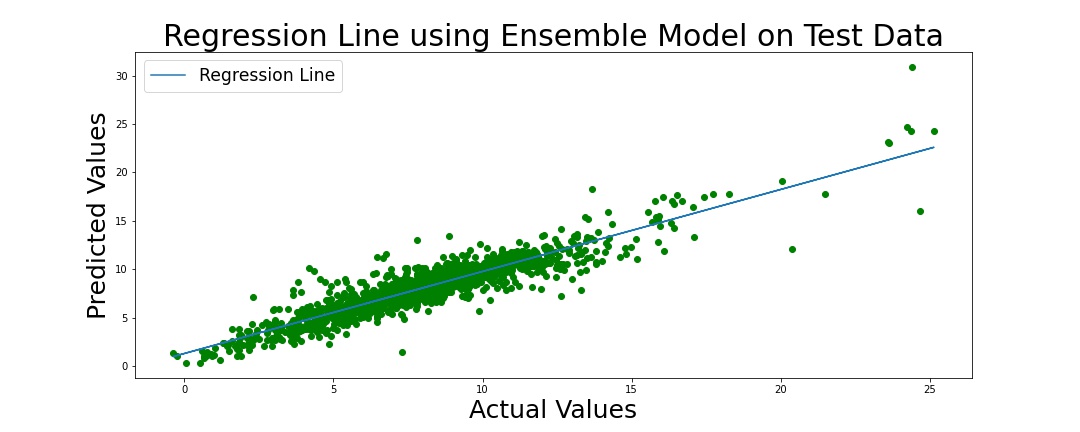 Regression Line using Ensemble Model on Test Data
Regression Line
Predicted Values
30
25
20
15
10
5
0
0 5 10 15 20 25
Actual Values